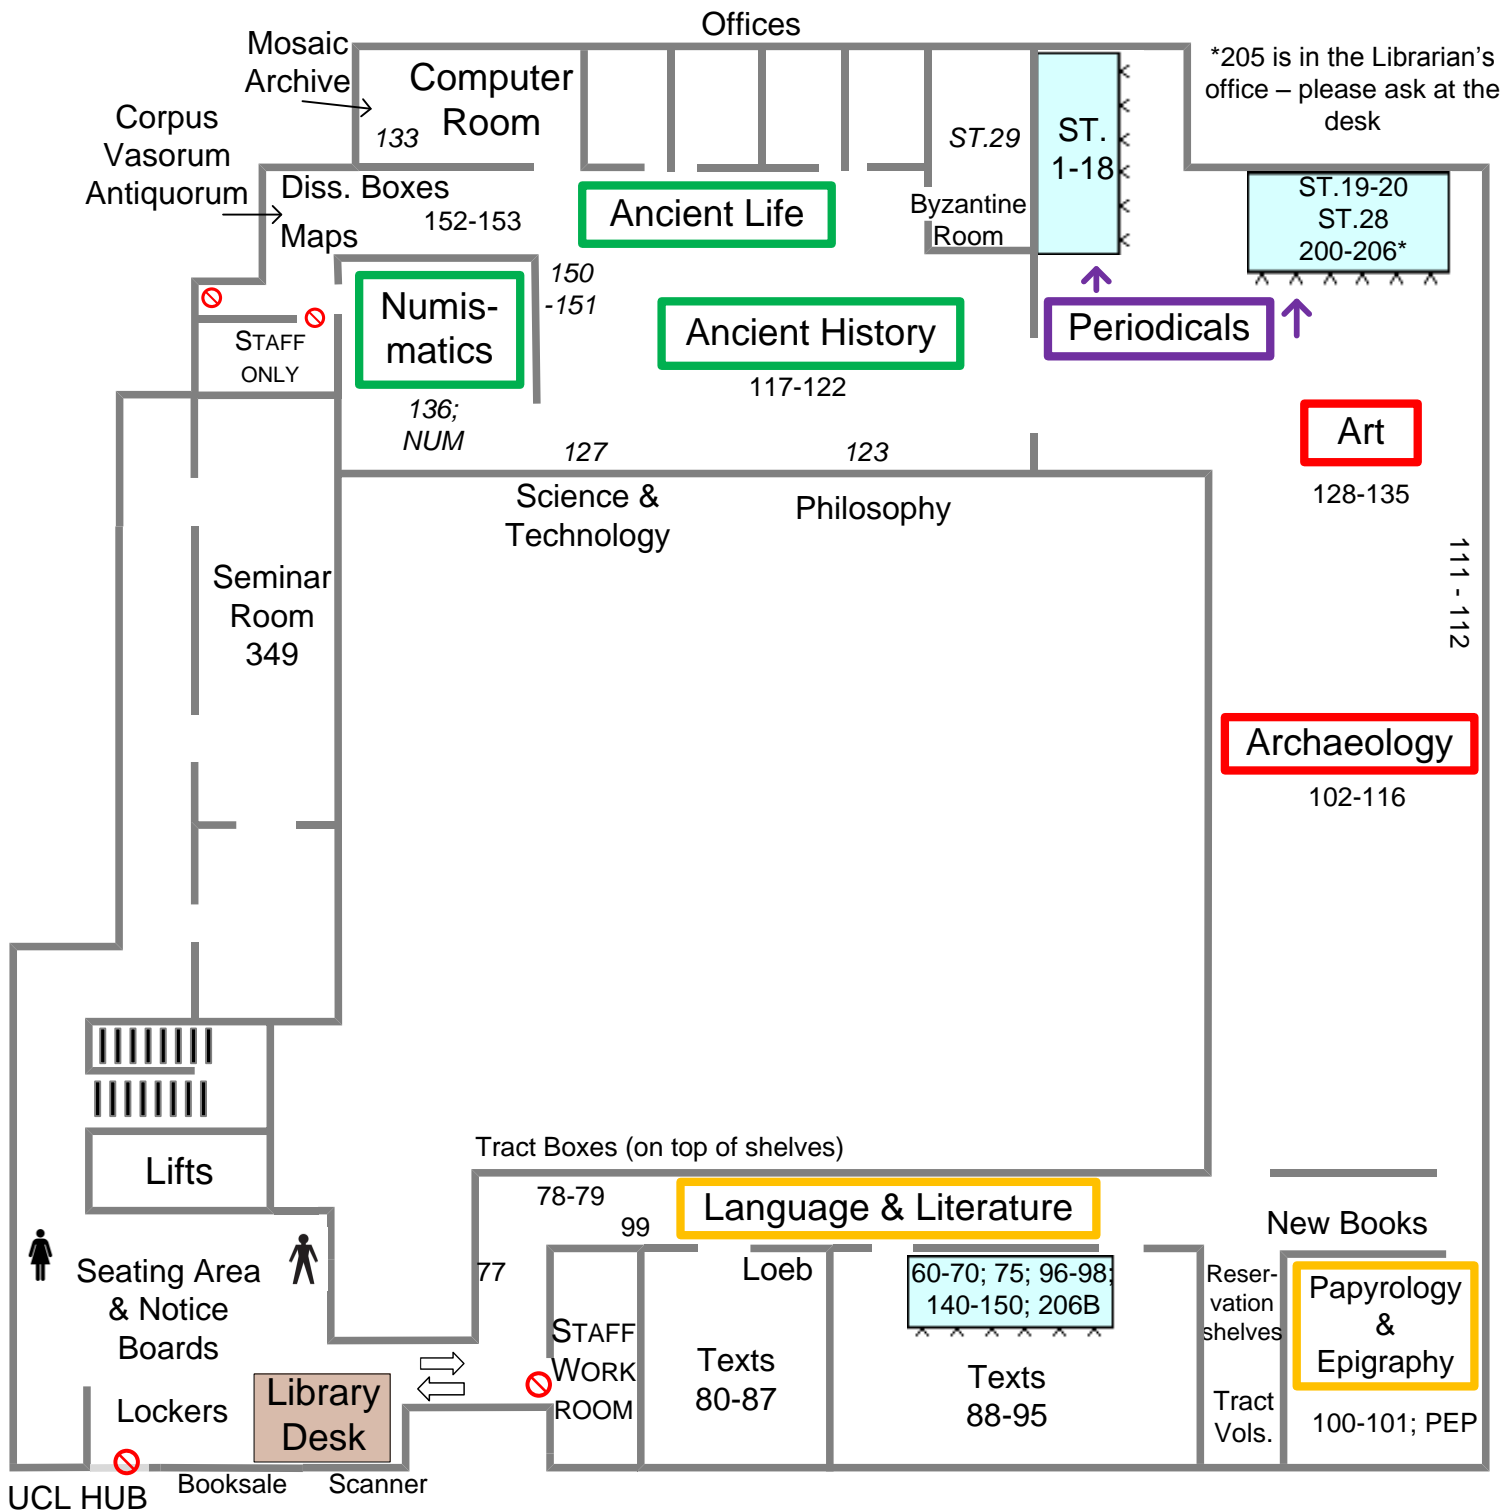 Offices
Mosaic
Archive
Computer
Room
133
*205 is in the Librarian's
office – please ask at the
desk
Corpus
Vasorum
Antiquorum
Diss. Boxes
152-153
Maps
Ancient Life
ST.29
Byzantine
Room
ST.
1-18
ST.19-20
ST.28
200-206*
150
-151
Numis-
matics
136;
NUM
Ancient History
117-122
Periodicals
STAFF
ONLY
Art
128-135
127
123
Science &
Technology
Philosophy
111 - 112
Seminar
Room
349
Archaeology
102-116
Lifts
Tract Boxes (on top of shelves)
78-79
99
77
Language & Literature
New Books
Seating Area
& Notice
Boards
Loeb
60-70; 75; 96-98;
140-150; 206B
Reser-
vation
shelves
Papyrology
&
Epigraphy
STAFF
WORK
ROOM
Texts
80-87
Texts
88-95
Tract
Vols.
100-101; PEP
Lockers
Library
Desk
Booksale
Scanner
UCL HUB